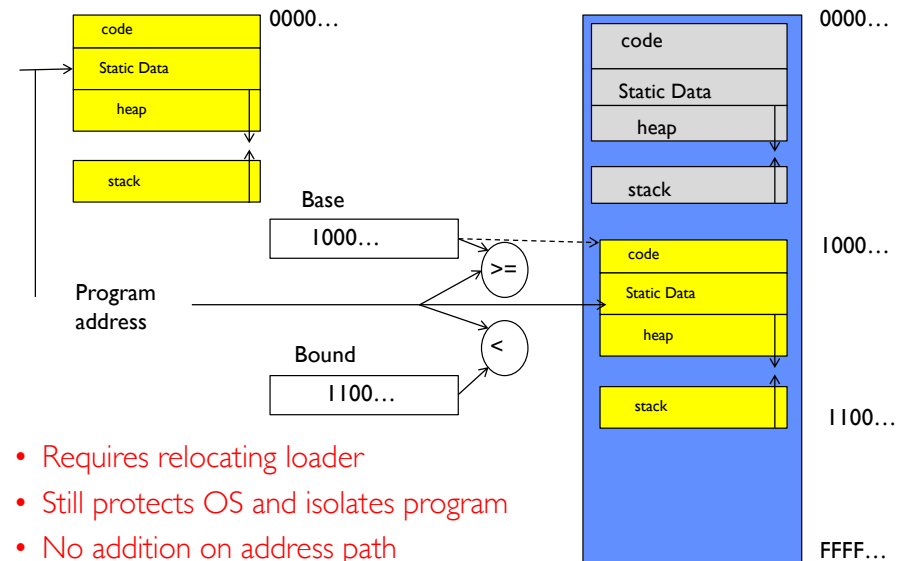 code
Static Data
heap
stack
0000…
Program
address
Base
1000…
>=
<
Bound
1100…
code
Static Data
heap
stack
code
Static Data
heap
stack
0000…
1000…
1100…
FFFF…
• Requires relocating loader
• Still protects OS and isolates program
• No addition on address path